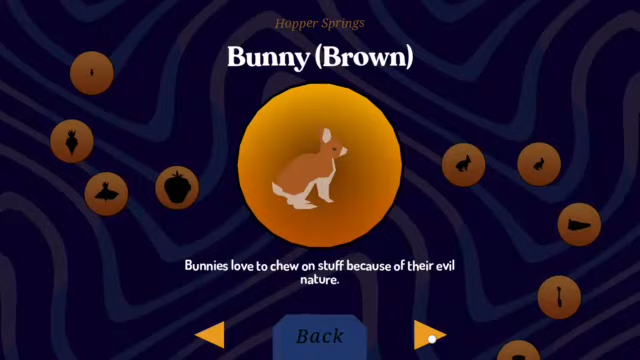 Hopper Springs
Bunny (Brown)
Bunnies love to chew on stuff because of their evil
nature.
Back